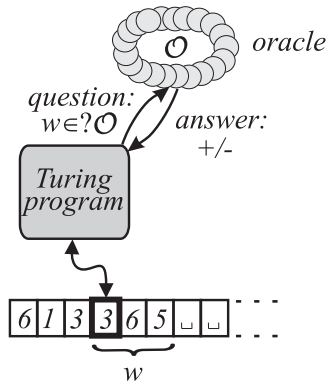 𝒪 oracle
question:
w∈?𝒪
answer:
+/-
Turing
program
6 1 3 3 6 5 ␣ ␣
w